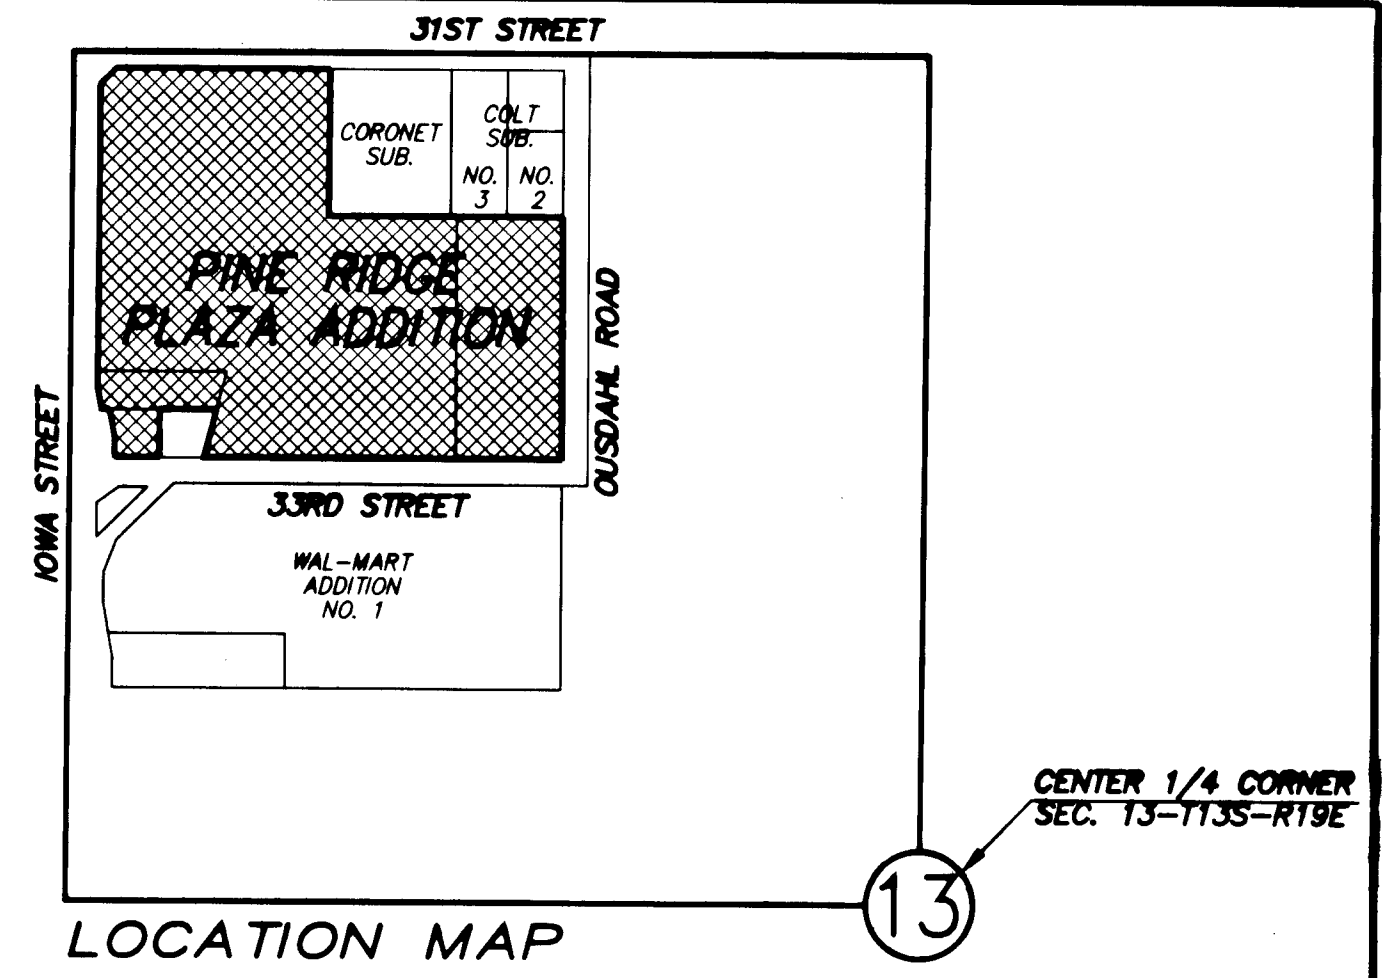 31ST STREET
CORONET
SUB.
COLT
SUB.
NO.
3
NO.
2
PINE RIDGE
PLAZA ADDITION
OUSDAHL ROAD
IOWA STREET
33RD STREET
WAL-MART
ADDITION
NO. 1
CENTER 1/4 CORNER
SEC. 13-T13S-R19E
13
LOCATION MAP